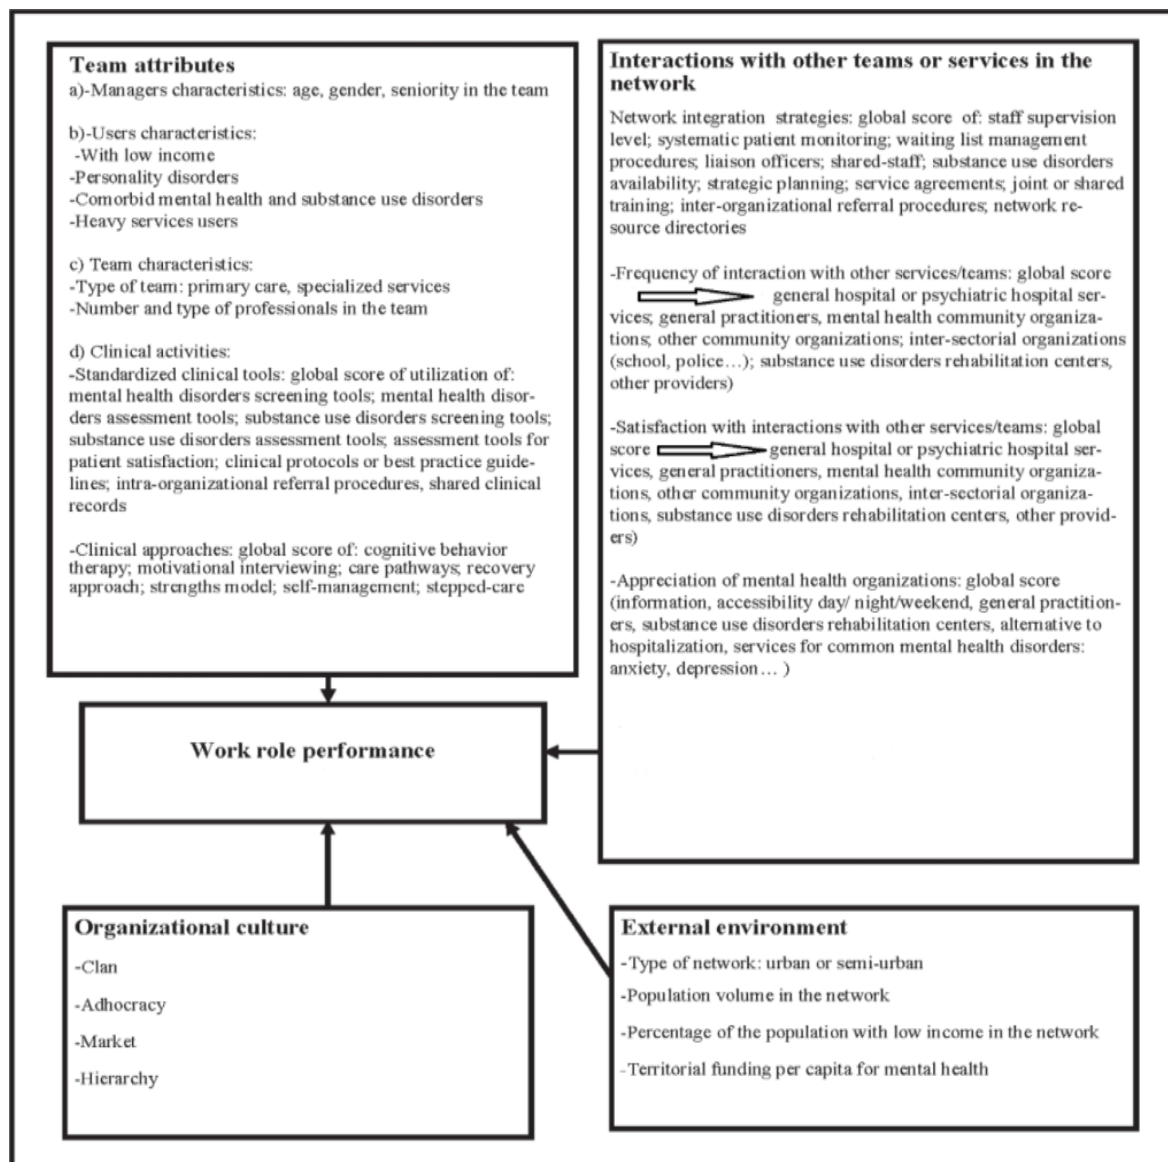 Team attributes
a)-Managers characteristics: age, gender, seniority in the team
b)-Users characteristics:
-With low income
-Personality disorders
-Comorbid mental health and substance use disorders
-Heavy services users
c) Team characteristics:
-Type of team: primary care, specialized services
-Number and type of professionals in the team
d) Clinical activities:
-Standardized clinical tools: global score of utilization of:
mental health disorders screening tools; mental health disor-
ders assessment tools; substance use disorders screening tools;
substance use disorders assessment tools; assessment tools for
patient satisfaction; clinical protocols or best practice guide-
lines; intra-organizational referral procedures, shared clinical
records
-Clinical approaches: global score of: cognitive behavior
therapy; motivational interviewing; care pathways; recovery
approach; strengths model; self-management; stepped-care
Interactions with other teams or services in the
network
Network integration strategies: global score of: staff supervision
level; systematic patient monitoring; waiting list management
procedures; liaison officers; shared-staff; substance use disorders
availability; strategic planning; service agreements; joint or shared
training; inter-organizational referral procedures; network re-
source directories
-Frequency of interaction with other services/teams: global score
general hospital or psychiatric hospital ser-
vices; general practitioners, mental health community organiza-
tions; other community organizations; inter-sectorial organizations
(school, police…); substance use disorders rehabilitation centers,
other providers)
-Satisfaction with interactions with other services/teams: global
score general hospital or psychiatric hospital ser-
vices, general practitioners, mental health community organiza-
tions, other community organizations, inter-sectorial organiza-
tions, substance use disorders rehabilitation centers, other provid-
ers)
-Appreciation of mental health organizations: global score
(information, accessibility day/ night/weekend, general practition-
ers, substance use disorders rehabilitation centers, alternative to
hospitalization, services for common mental health disorders:
anxiety, depression… )
Work role performance
Organizational culture
-Clan
-Adhocracy
-Market
-Hierarchy
External environment
-Type of network: urban or semi-urban
-Population volume in the network
-Percentage of the population with low income in the network
-Territorial funding per capita for mental health